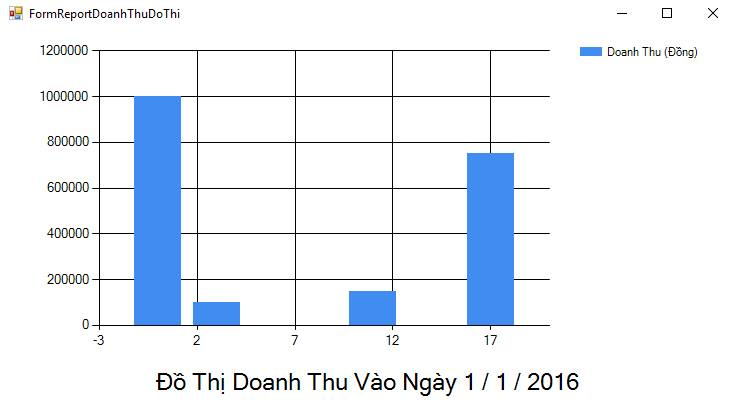 FormReportDoanhThuDoThi
Doanh Thu (Đồng)
1200000
1000000
800000
600000
400000
200000
0
-3 2 7 12 17
Đồ Thị Doanh Thu Vào Ngày 1 / 1 / 2016